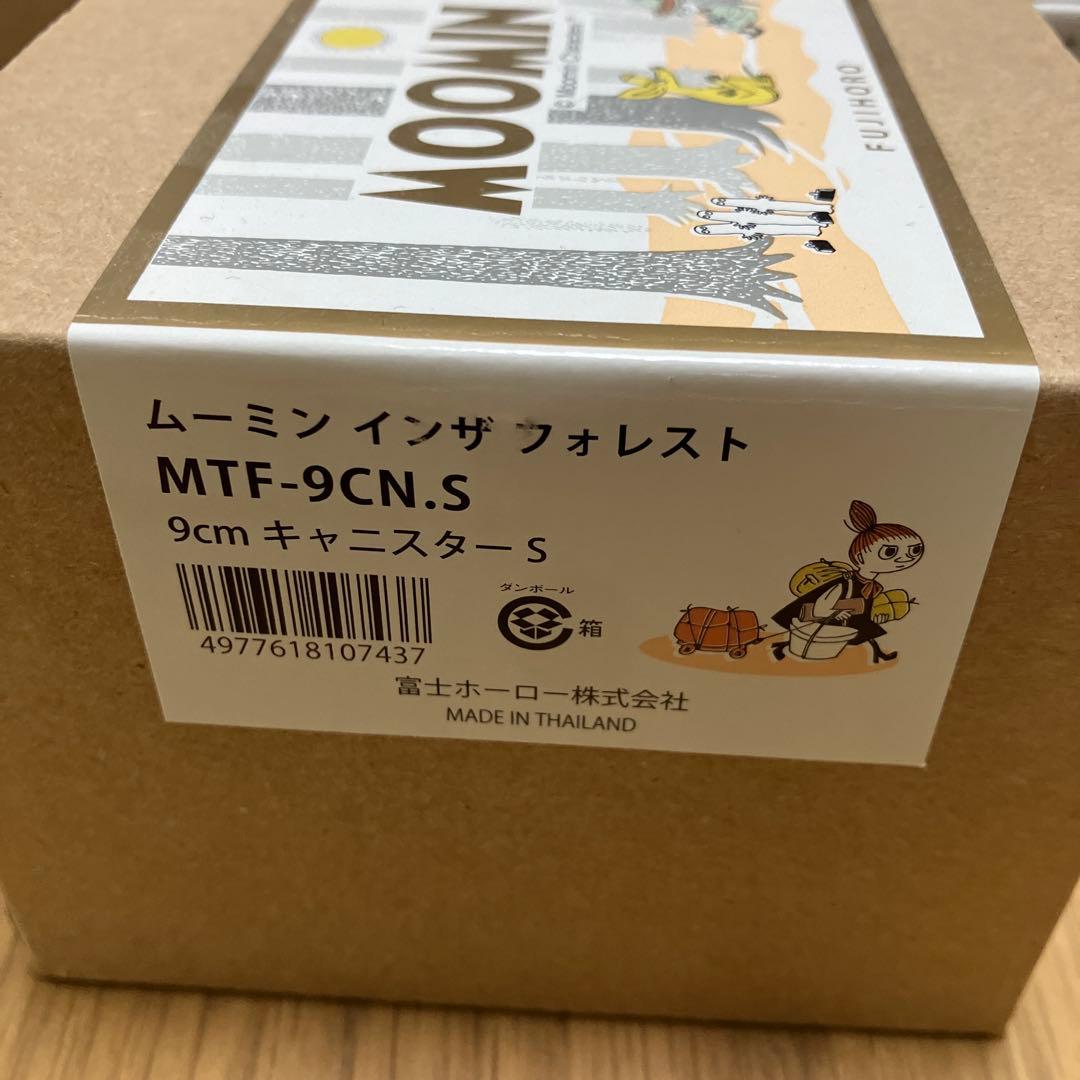 MOOMIN
© Moomin Characters™
FUJIHORO
ムーミン インザ フォレスト
MTF-9CN.S
9cm キャニスター S
4977618107437
ダンボール
箱
富士ホーロー株式会社
MADE IN THAILAND